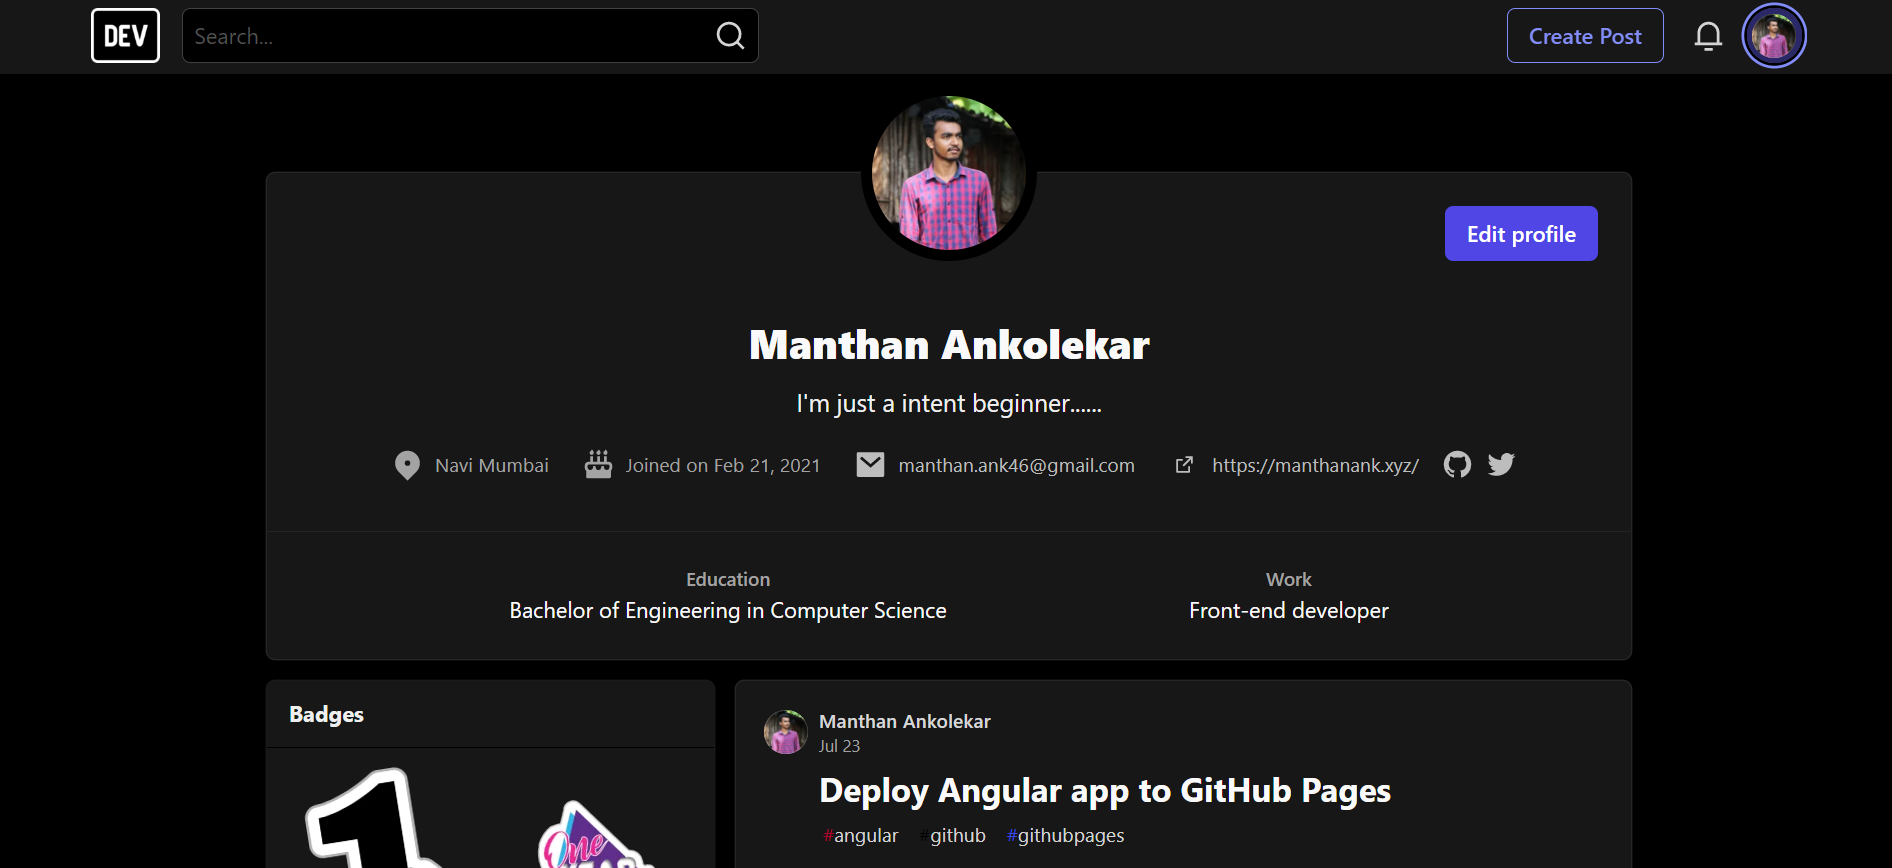 DEV
Search...
Create Post
Edit profile
Manthan Ankolekar
I'm just a intent beginner......
Navi Mumbai
Joined on Feb 21, 2021
manthan.ank46@gmail.com
https://manthanank.xyz/
Education
Bachelor of Engineering in Computer Science
Work
Front-end developer
Badges
1
One
Manthan Ankolekar
Jul 23
Deploy Angular app to GitHub Pages
#angular #github #githubpages